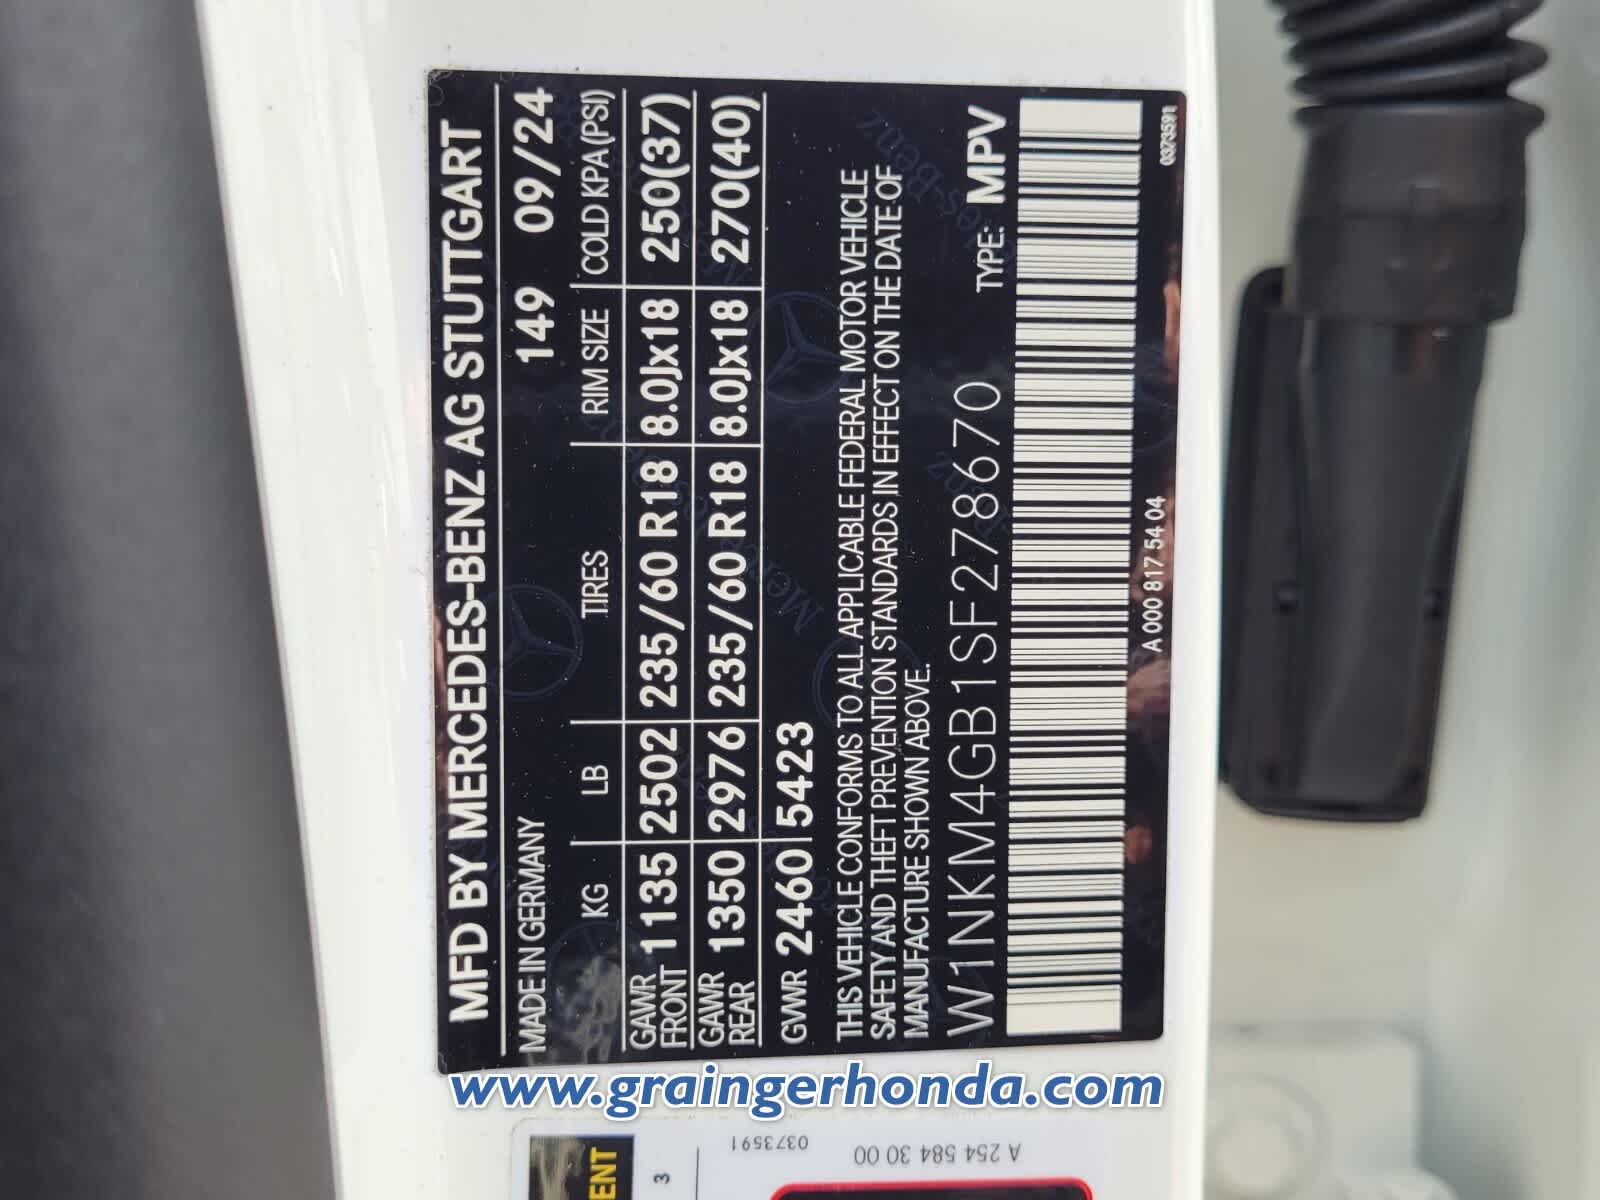 MFD BY MERCEDES-BENZ AG STUTTGART
MADE IN GERMANY 149 09/24
KG LB TIRES RIM SIZE COLD KPA(PSI)
GAWR FRONT 1135 2502 235/60 R18 8.0Jx18 250(37)
GAWR REAR 1350 2976 235/60 R18 8.0Jx18 270(40)
GVWR 2460 5423
THIS VEHICLE CONFORMS TO ALL APPLICABLE FEDERAL MOTOR VEHICLE
SAFETY AND THEFT PREVENTION STANDARDS IN EFFECT ON THE DATE OF
MANUFACTURE SHOWN ABOVE.
W1NKM4GB1SF278670 TYPE: MPV
A 000 817 54 04
0373591
www.graingerhonda.com
0373591
A 254 584 30 00
ENT
3